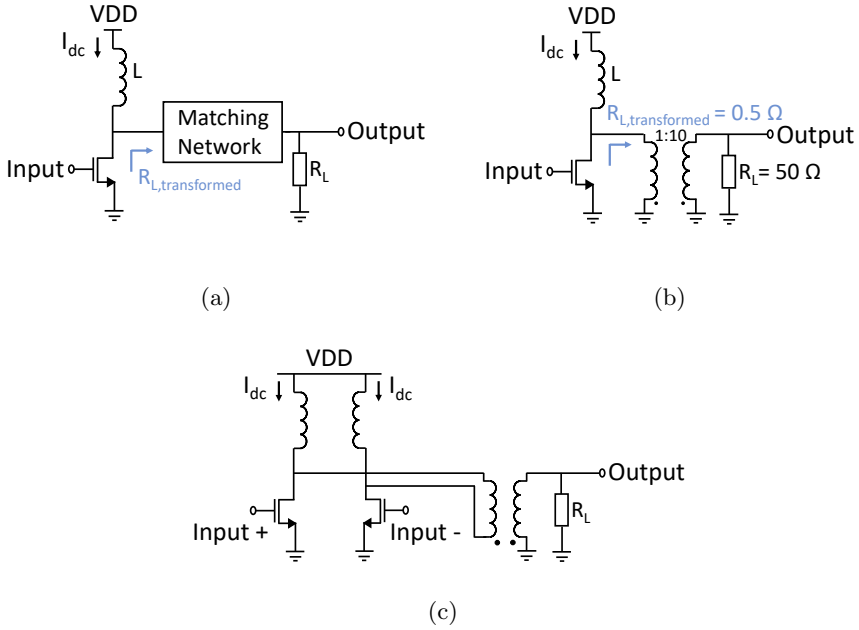 VDD
I_dc
L
Matching
Network
Output
Input
R_L,transformed
R_L
(a)
VDD
I_dc
L
R_L,transformed = 0.5 Ω
1:10
Output
Input
R_L= 50 Ω
(b)
VDD
I_dc
I_dc
Output
R_L
Input +
Input -
(c)